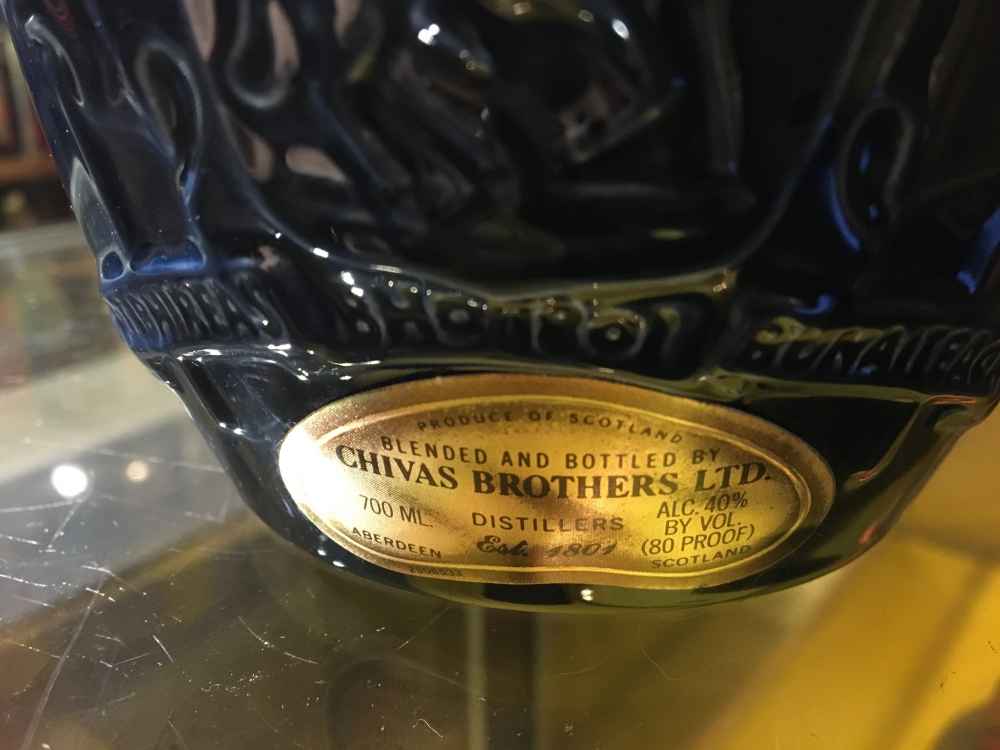 PRODUCE OF SCOTLAND
BLENDED AND BOTTLED BY
CHIVAS BROTHERS LTD.
700 ML.
DISTILLERS
ALC. 40%
BY VOL.
(80 PROOF)
ABERDEEN
Est. 1801
SCOTLAND